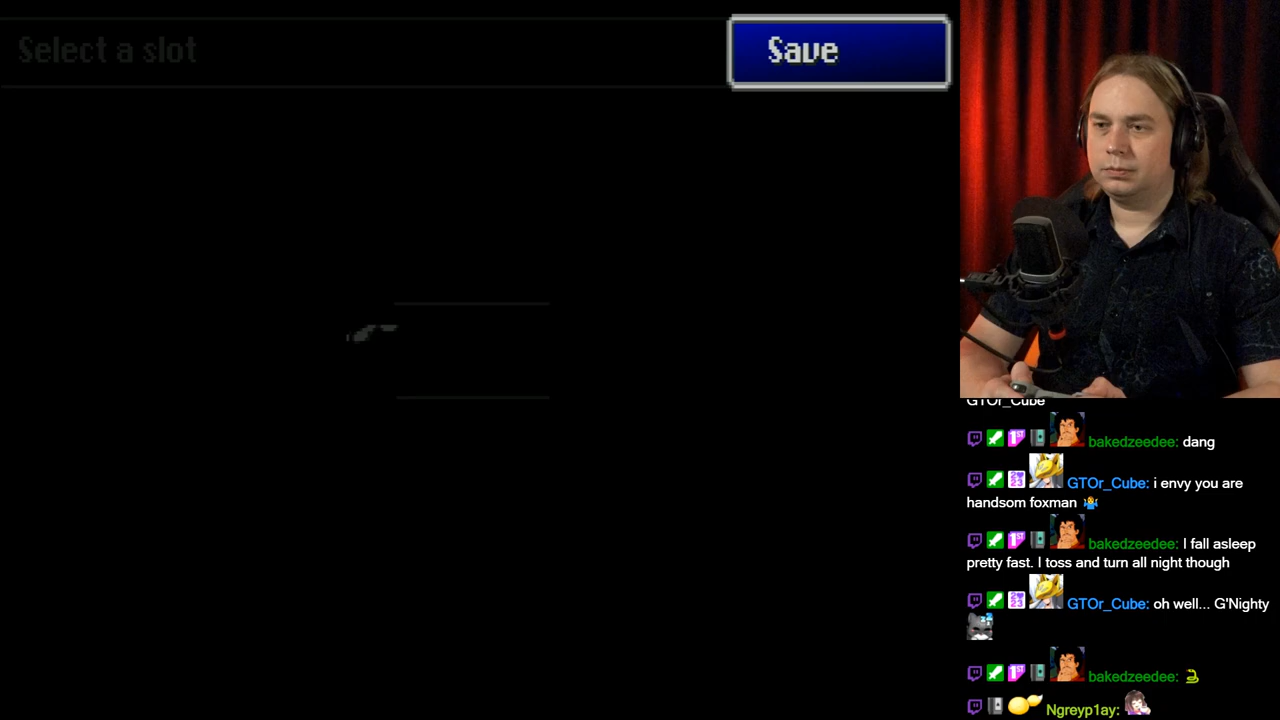 Select a slot
Save
GTOr_Cube
bakedzeedee: dang
GTOr_Cube: i envy you are
handsom foxman
bakedzeedee: I fall asleep
pretty fast. I toss and turn all night though
GTOr_Cube: oh well... G'Nighty
bakedzeedee:
Ngreyp1ay: